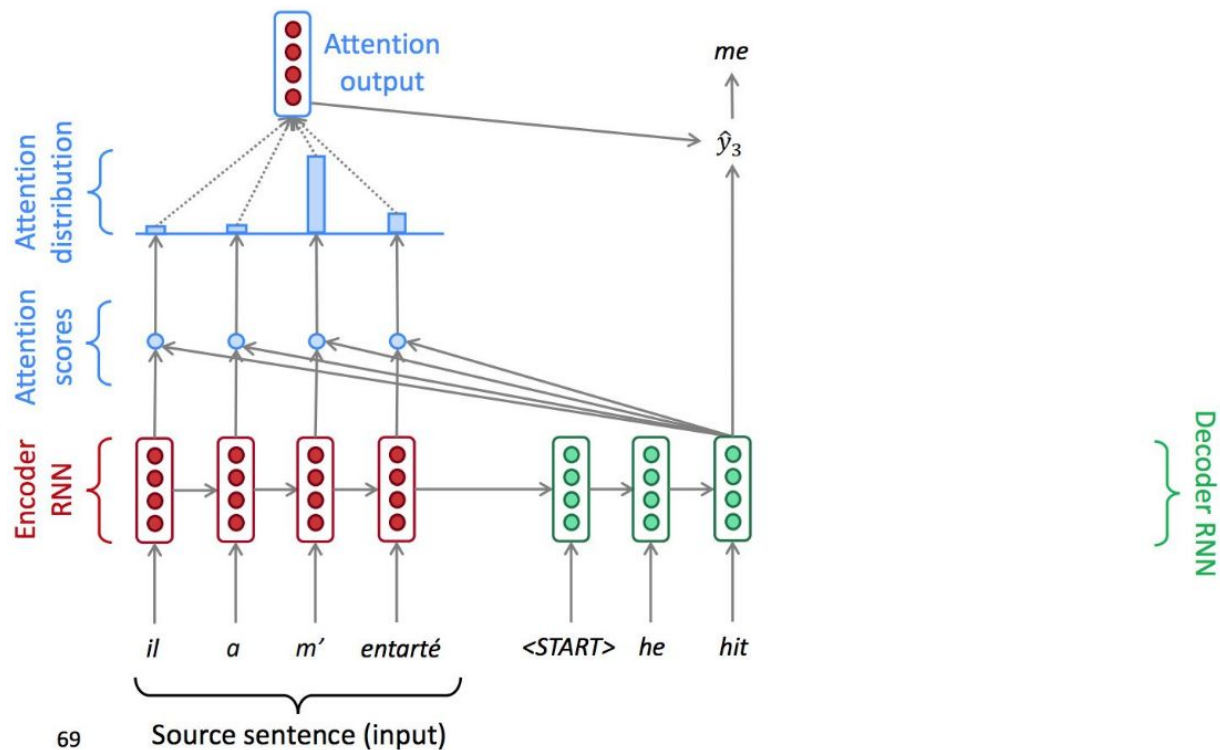 Attention
output
me
ŷ₃
Attention
distribution
Attention
scores
Encoder
RNN
Decoder RNN
il a m’ entarté <START> he hit
69 Source sentence (input)